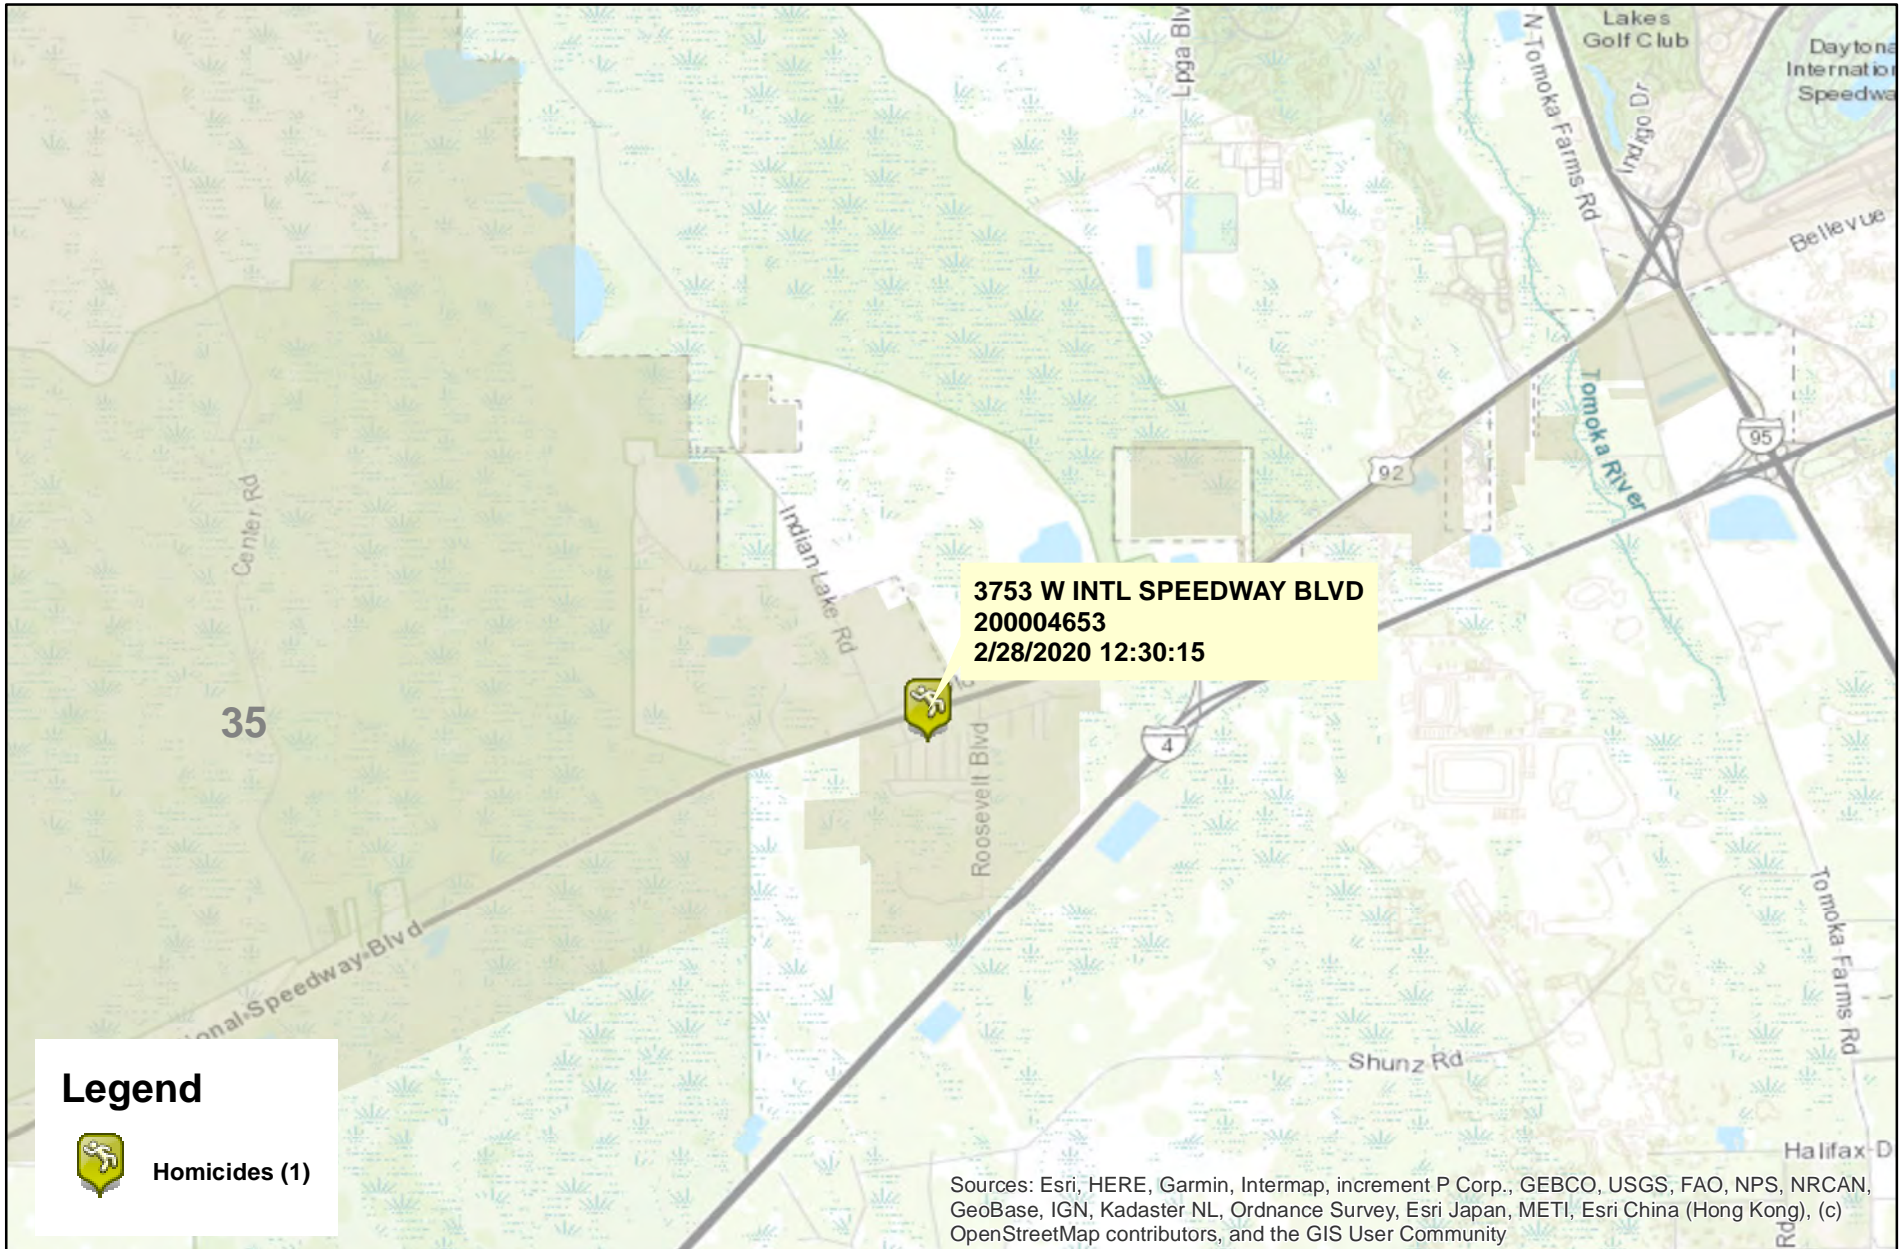 Lpga Blv
N Tomoka Farms Rd
Lakes
Golf Club
Indigo Dr
Daytona
Internation
Speedwa
Bellevue
95
92
Tomoka River
Center Rd
Indian Lake Rd
3753 W INTL SPEEDWAY BLVD
200004653
2/28/2020 12:30:15
35
Roosevelt Blvd
4
ional Speedway Blvd
Tomoka Farms Rd
Shunz Rd
Halifax D
Rd
Legend
Homicides (1)
Sources: Esri, HERE, Garmin, Intermap, increment P Corp., GEBCO, USGS, FAO, NPS, NRCAN,
GeoBase, IGN, Kadaster NL, Ordnance Survey, Esri Japan, METI, Esri China (Hong Kong), (c)
OpenStreetMap contributors, and the GIS User Community